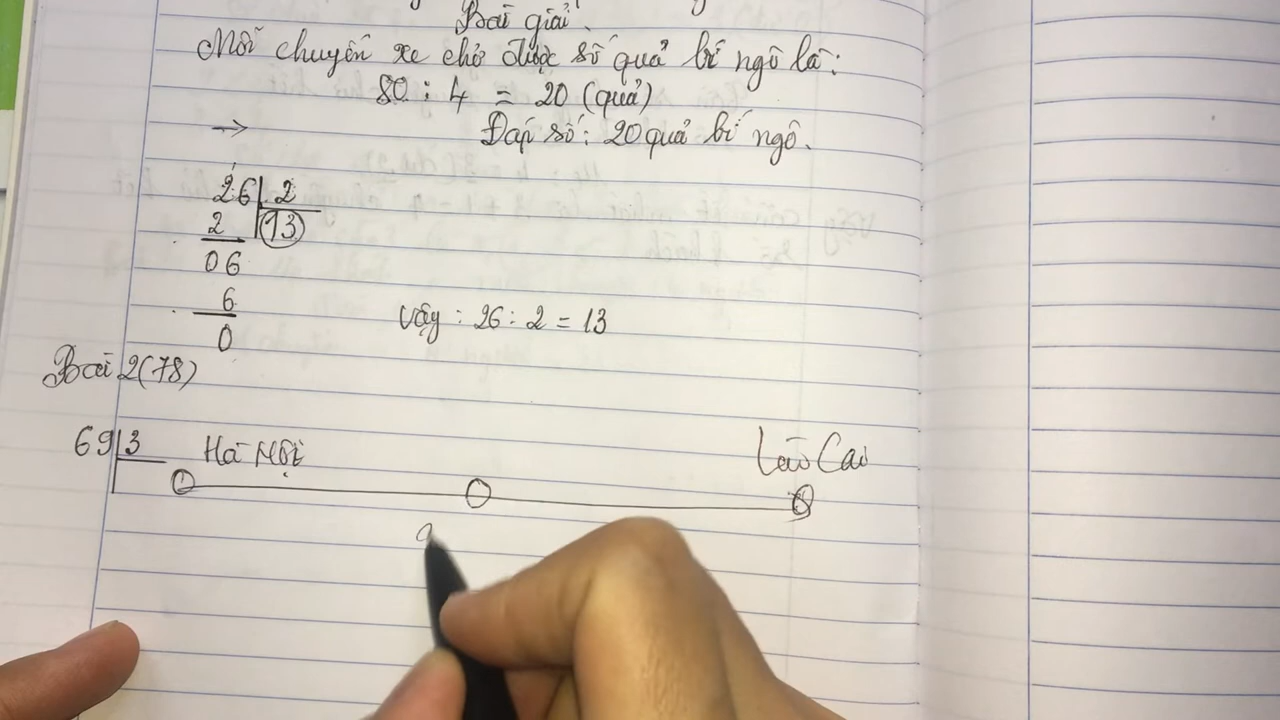 Bài giải
Mỗi chuyến xe chở được số quả bí ngô là:
80 : 4 = 20 (quả)
→ Đáp số: 20 quả bí ngô.
26 2
2 13
06
6
0
Vậy : 26 : 2 = 13
Bài 2(78)
69 3
Hà Nội
Lào Cai